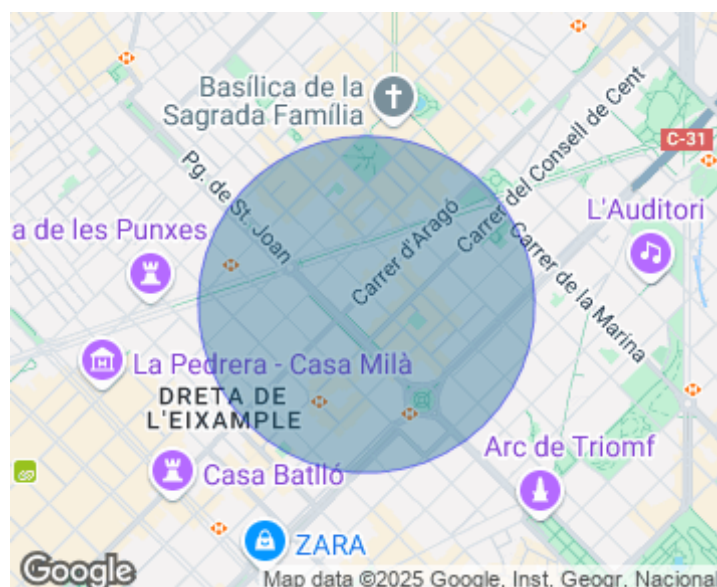 Basílica de la
Sagrada Família
C-31
Pg. de St. Joan
Carrer d'Aragó
Carrer del Consell de Cent
Carrer de la Marina
L'Auditori
a de les Punxes
La Pedrera - Casa Milà
DRETA DE
L'EIXAMPLE
Casa Batlló
Arc de Triomf
ZARA
Google
Map data ©2025 Google, Inst. Geogr. Nacional